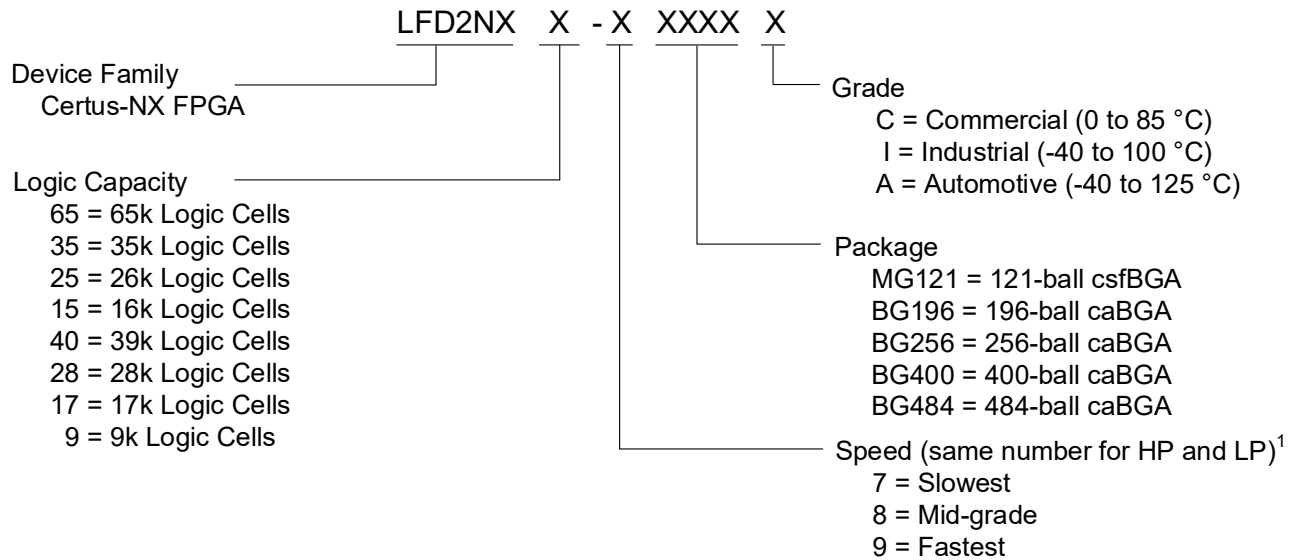 LFD2NX X - X XXXX X
Device Family
Certus-NX FPGA
Logic Capacity
65 = 65k Logic Cells
35 = 35k Logic Cells
25 = 26k Logic Cells
15 = 16k Logic Cells
40 = 39k Logic Cells
28 = 28k Logic Cells
17 = 17k Logic Cells
9 = 9k Logic Cells
Grade
C = Commercial (0 to 85 °C)
I = Industrial (-40 to 100 °C)
A = Automotive (-40 to 125 °C)
Package
MG121 = 121-ball csfBGA
BG196 = 196-ball caBGA
BG256 = 256-ball caBGA
BG400 = 400-ball caBGA
BG484 = 484-ball caBGA
Speed (same number for HP and LP)¹
7 = Slowest
8 = Mid-grade
9 = Fastest